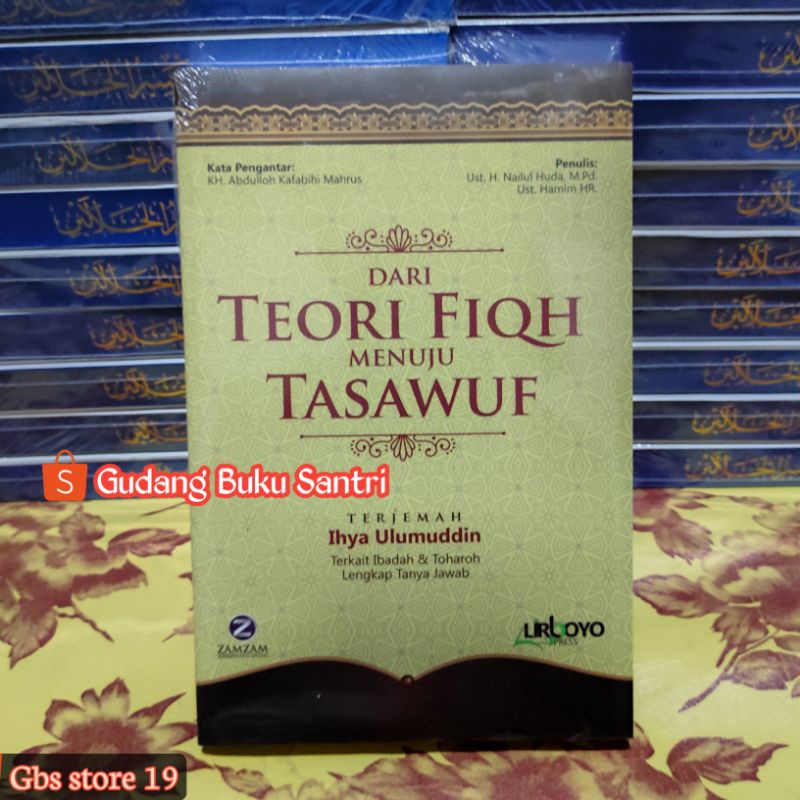 Kata Pengantar:
KH. Abdulloh Kafabihi Mahrus
Penulis:
Ust. H. Nailul Huda, M.Pd.
Ust. Hamim HR.
DARI
TEORI FIQH
MENUJU
TASAWUF
S Gudang Buku Santri
TERJEMAH
Ihya Ulumuddin
Terkait Ibadah & Toharoh
Lengkap Tanya Jawab
Z
ZAMZAM
LIRBOYO
PRESS
Gbs store 19